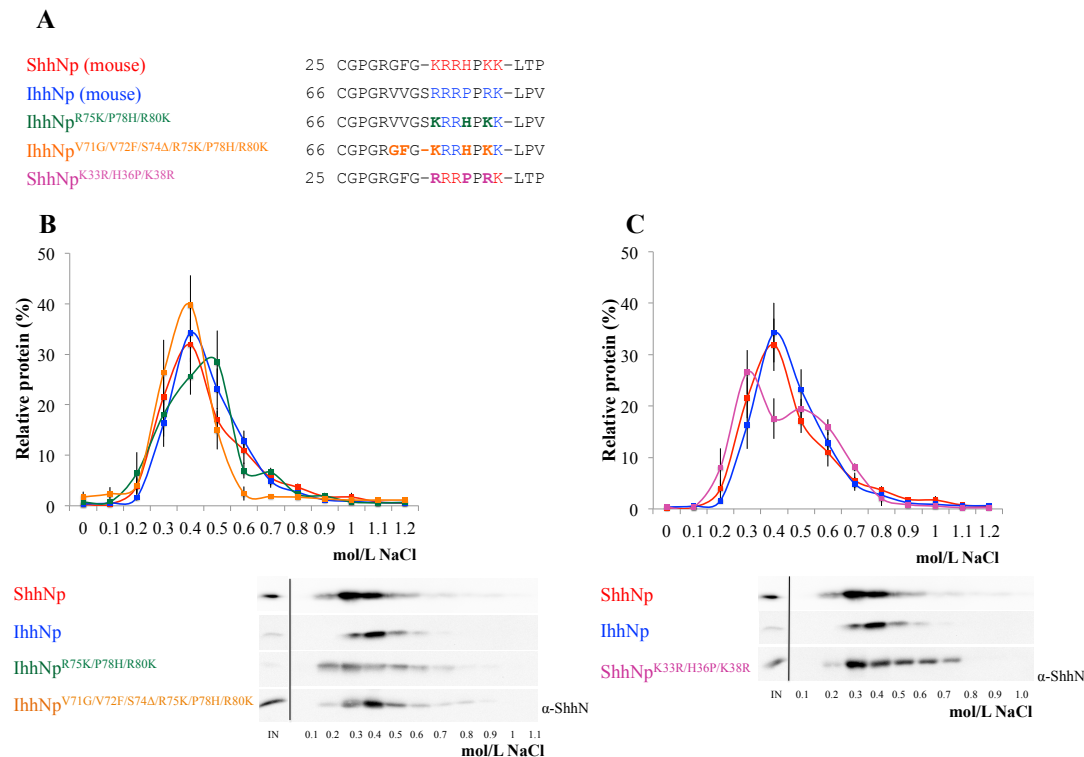 A
ShhNp (mouse) 25 CGPGRGFG-KRRHPKK-LTP
IhhNp (mouse) 66 CGPGRVVGSRRRPPRK-LPV
IhhNpR75K/P78H/R80K 66 CGPGRVVGSKRRHPKK-LPV
IhhNpV71G/V72F/S74Δ/R75K/P78H/R80K 66 CGPGRGFG-KRRHPKK-LPV
ShhNpK33R/H36P/K38R 25 CGPGRGFG-RRRPPRK-LTP
B
50
40
30
20
10
0
Relative protein (%)
0 0.1 0.2 0.3 0.4 0.5 0.6 0.7 0.8 0.9 1 1.1 1.2
mol/L NaCl
ShhNp
IhhNp
IhhNpR75K/P78H/R80K
IhhNpV71G/V72F/S74Δ/R75K/P78H/R80K
α-ShhN
IN 0.1 0.2 0.3 0.4 0.5 0.6 0.7 0.8 0.9 1 1.1
mol/L NaCl
C
50
40
30
20
10
0
Relative protein (%)
0 0.1 0.2 0.3 0.4 0.5 0.6 0.7 0.8 0.9 1 1.1 1.2
mol/L NaCl
ShhNp
IhhNp
ShhNpK33R/H36P/K38R
α-ShhN
IN 0.1 0.2 0.3 0.4 0.5 0.6 0.7 0.8 0.9 1.0
mol/L NaCl